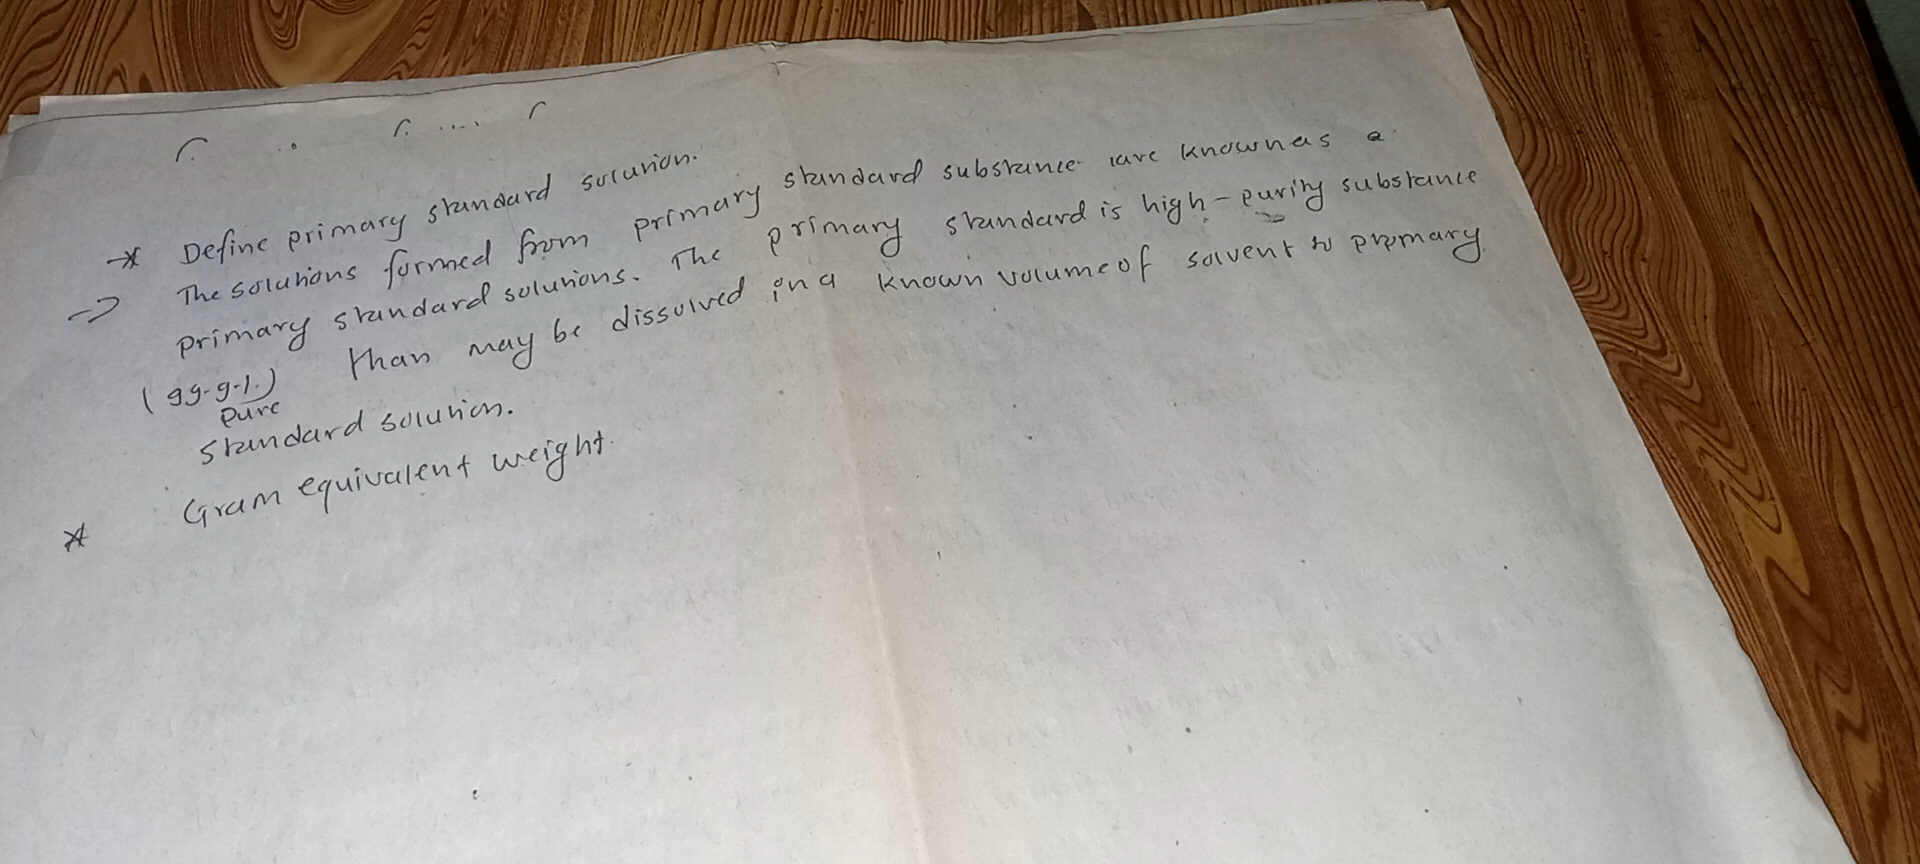 * Define primary standard solution.
-> The solutions formed from primary standard substance are known as a
primary standard solutions. The primary standard is high-purity substance
(99.9%) than may be dissolved in a known volume of solvent to primary
pure
standard solution.
* Gram equivalent weight.